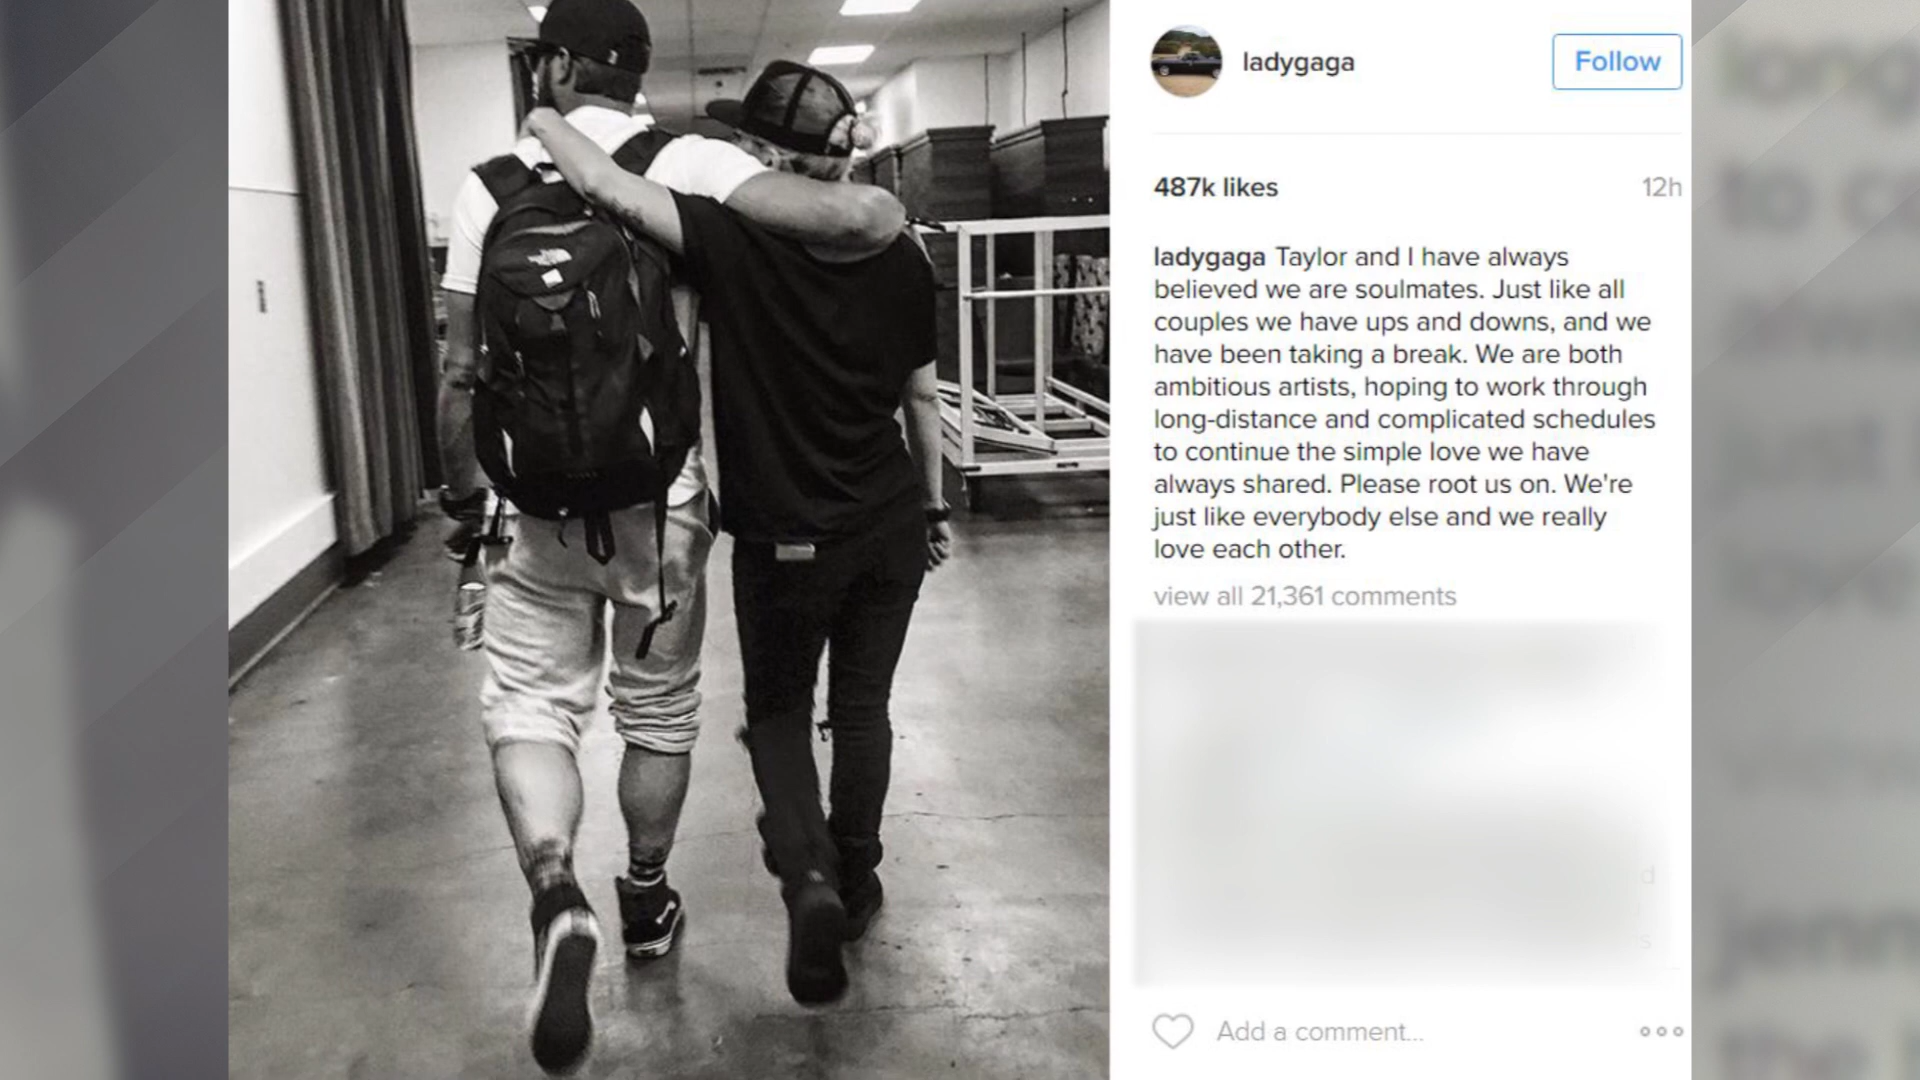 ladygaga
Follow
487k likes
12h
ladygaga Taylor and I have always
believed we are soulmates. Just like all
couples we have ups and downs, and we
have been taking a break. We are both
ambitious artists, hoping to work through
long-distance and complicated schedules
to continue the simple love we have
always shared. Please root us on. We're
just like everybody else and we really
love each other.
view all 21,361 comments
d
s
Add a comment...